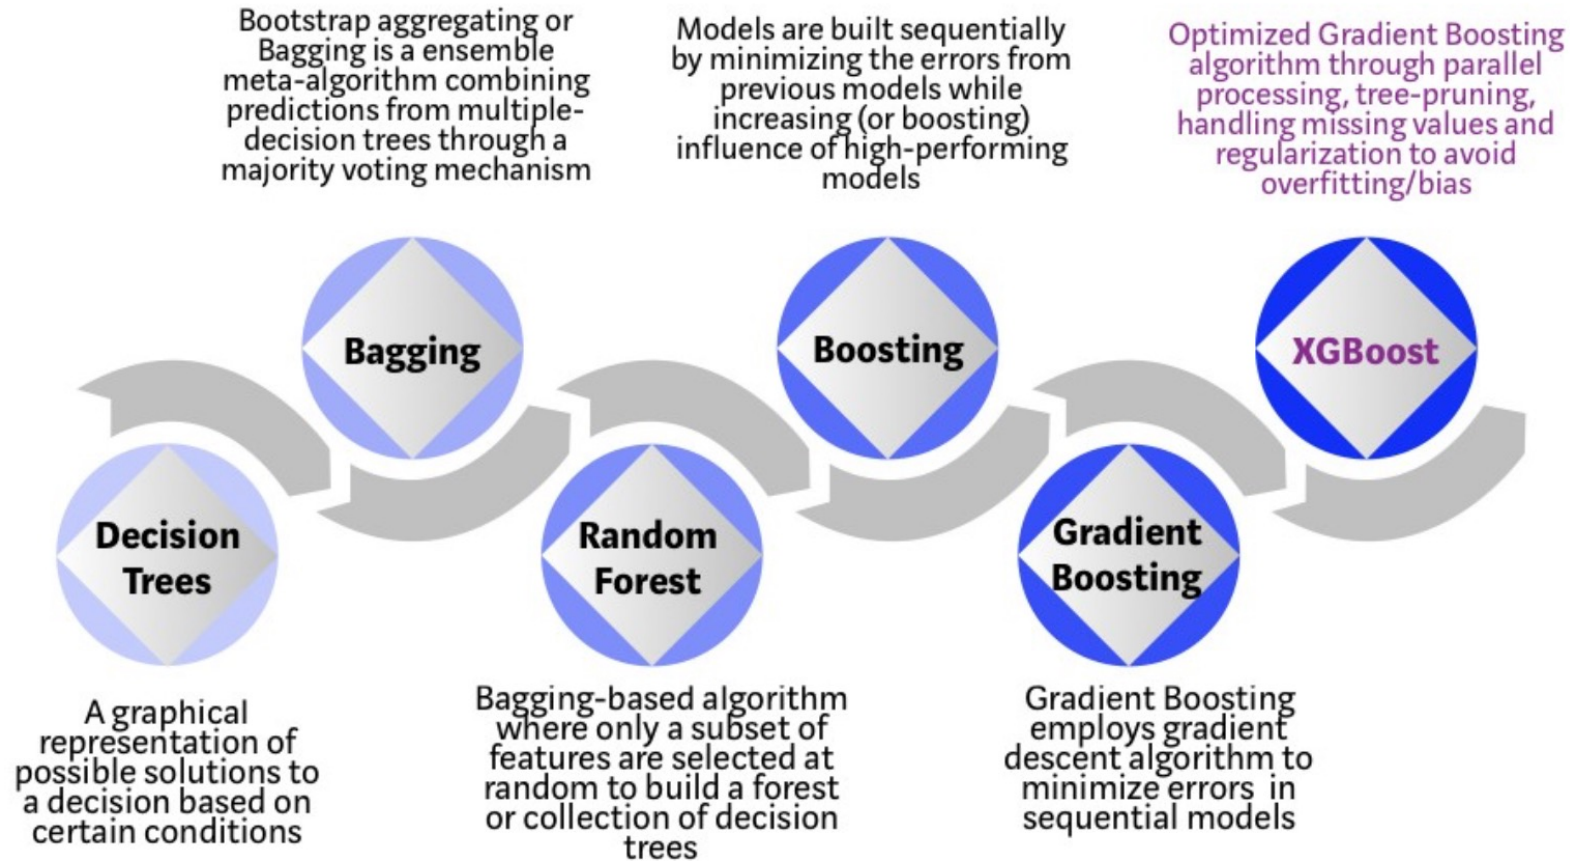 Bootstrap aggregating or
Bagging is a ensemble
meta-algorithm combining
predictions from multiple-
decision trees through a
majority voting mechanism
Models are built sequentially
by minimizing the errors from
previous models while
increasing (or boosting)
influence of high-performing
models
Optimized Gradient Boosting
algorithm through parallel
processing, tree-pruning,
handling missing values and
regularization to avoid
overfitting/bias
Bagging
Boosting
XGBoost
Decision
Trees
Random
Forest
Gradient
Boosting
A graphical
representation of
possible solutions to
a decision based on
certain conditions
Bagging-based algorithm
where only a subset of
features are selected at
random to build a forest
or collection of decision
trees
Gradient Boosting
employs gradient
descent algorithm to
minimize errors in
sequential models